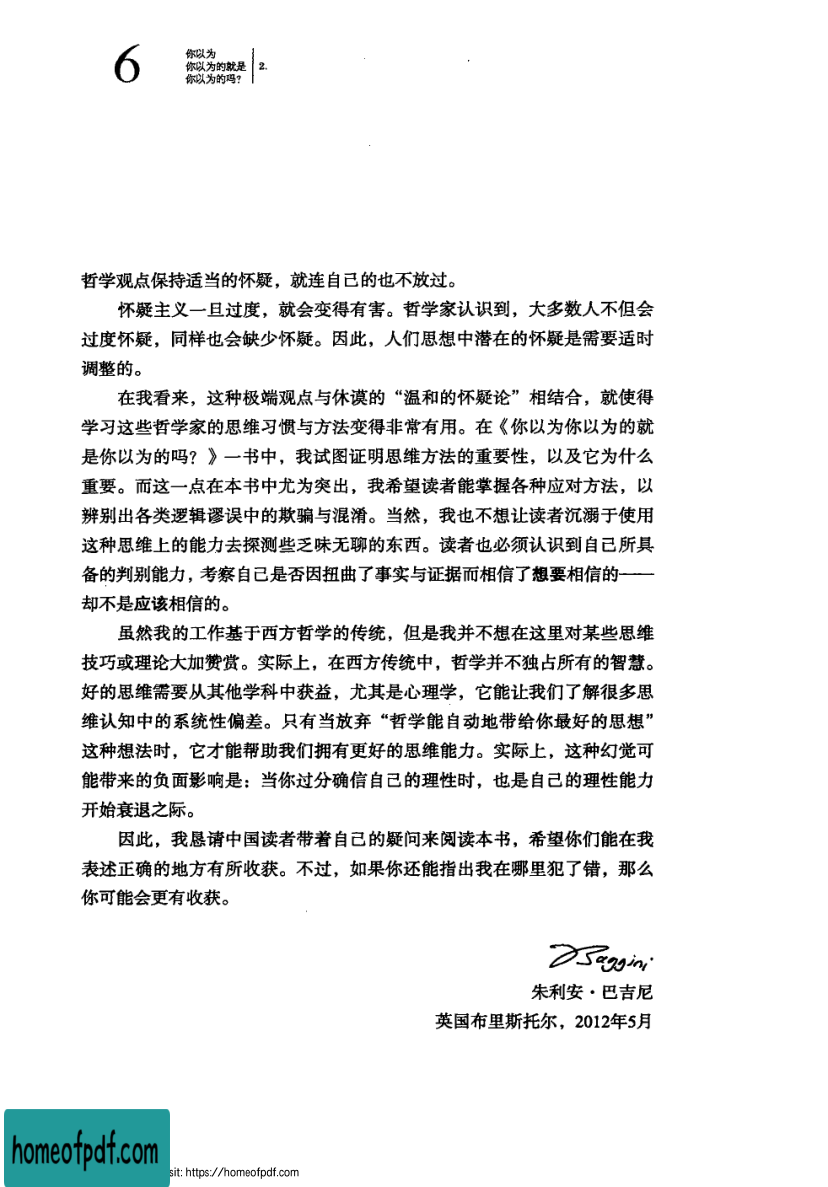 6
你以为
你以为的就是
你以为的吗?
2.
哲学观点保持适当的怀疑，就连自己的也不放过。
怀疑主义一旦过度，就会变得有害。哲学家认识到，大多数人不但会
过度怀疑，同样也会缺少怀疑。因此，人们思想中潜在的怀疑是需要适时
调整的。
在我看来，这种极端观点与休谟的“温和的怀疑论”相结合，就使得
学习这些哲学家的思维习惯与方法变得非常有用。在《你以为你以为的就
是你以为的吗？》一书中，我试图证明思维方法的重要性，以及它为什么
重要。而这一点在本书中尤为突出，我希望读者能掌握各种应对方法，以
辨别出各类逻辑谬误中的欺骗与混淆。当然，我也不想让读者沉溺于使用
这种思维上的能力去探测些乏味无聊的东西。读者也必须认识到自己所具
备的判别能力，考察自己是否因扭曲了事实与证据而相信了想要相信的——
却不是应该相信的。
虽然我的工作基于西方哲学的传统，但是我并不想在这里对某些思维
技巧或理论大加赞赏。实际上，在西方传统中，哲学并不独占所有的智慧。
好的思维需要从其他学科中获益，尤其是心理学，它能让我们了解很多思
维认知中的系统性偏差。只有当放弃“哲学能自动地带给你最好的思想”
这种想法时，它才能帮助我们拥有更好的思维能力。实际上，这种幻觉可
能带来的负面影响是：当你过分确信自己的理性时，也是自己的理性能力
开始衰退之际。
因此，我恳请中国读者带着自己的疑问来阅读本书，希望你们能在我
表述正确的地方有所收获。不过，如果你还能指出我在哪里犯了错，那么
你可能会更有收获。
J Baggini
朱利安·巴吉尼
英国布里斯托尔，2012年5月
homeofpdf.com
sit: https://homeofpdf.com